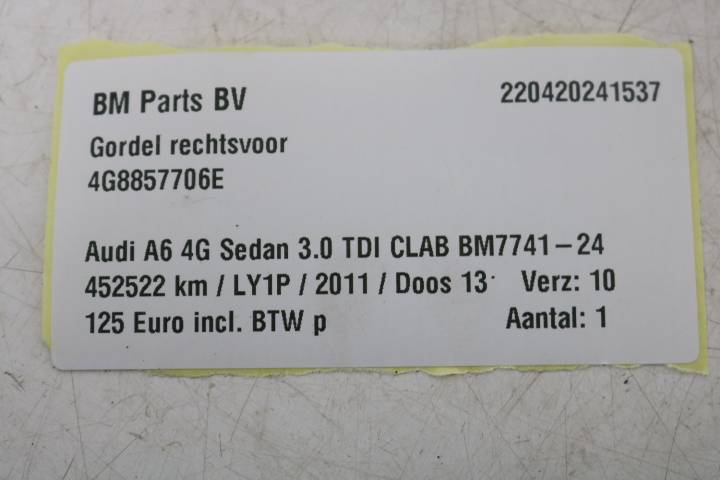 BM Parts BV 220420241537
Gordel rechtsvoor
4G8857706E
Audi A6 4G Sedan 3.0 TDI CLAB BM7741-24
452522 km / LY1P / 2011 / Doos 13 Verz: 10
125 Euro incl. BTW p Aantal: 1